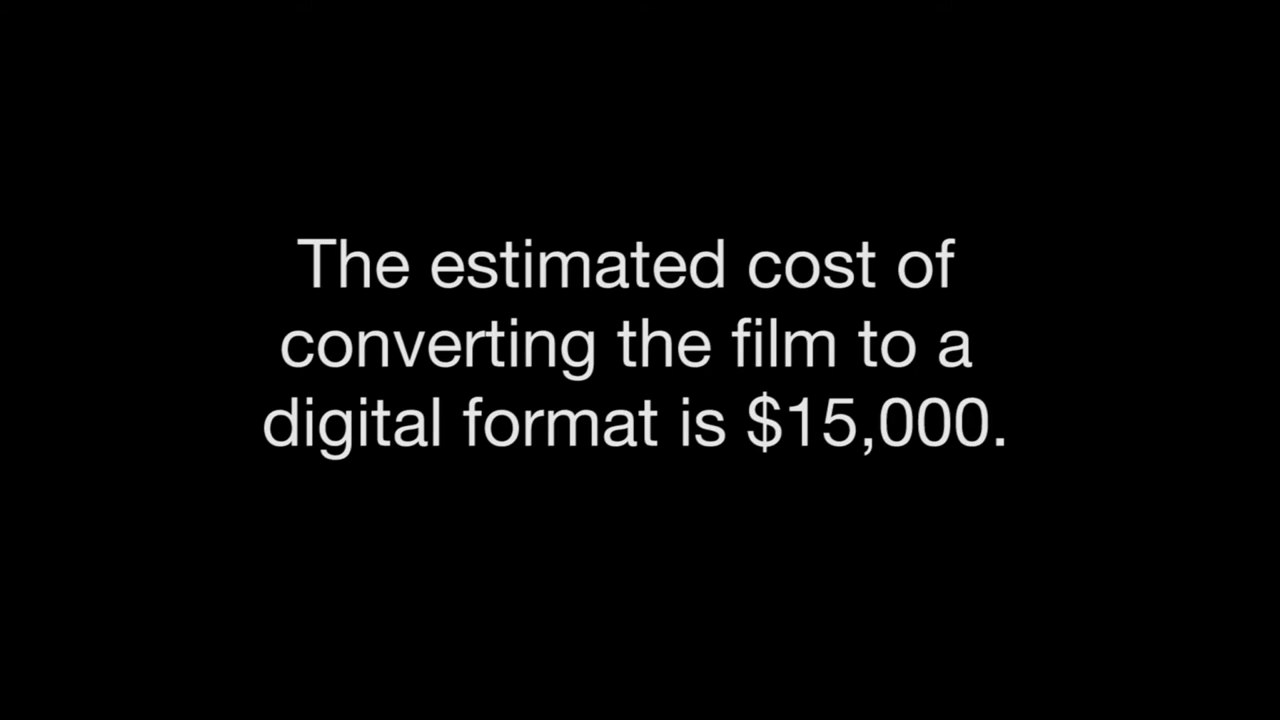 The estimated cost of
converting the film to a
digital format is $15,000.